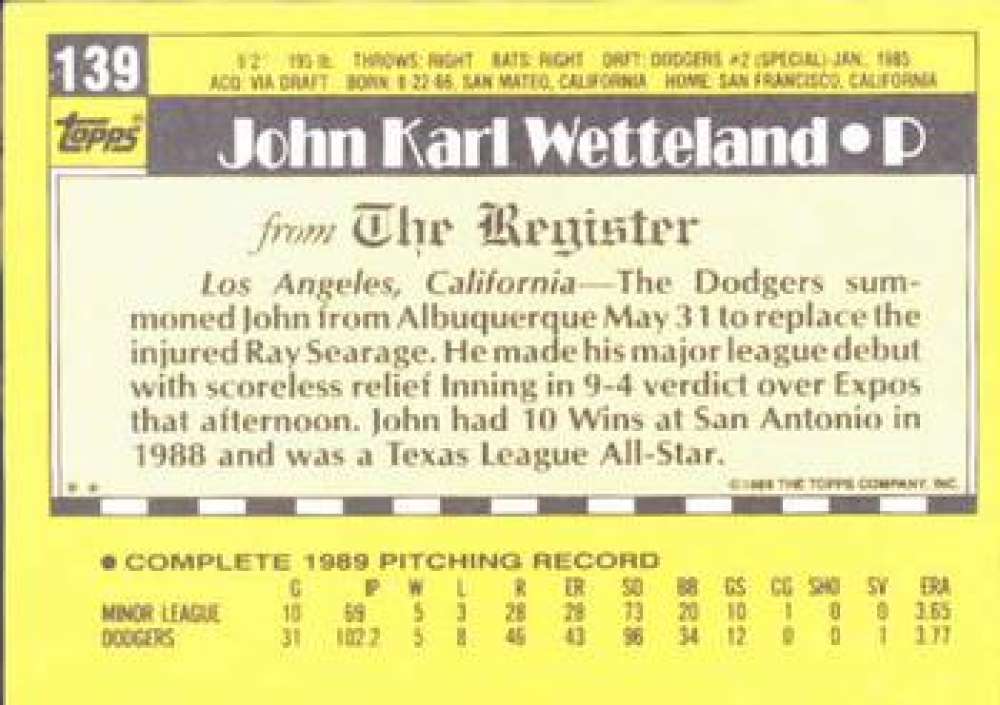 139
6'2" 195 lb. THROWS: RIGHT BATS: RIGHT DRFT: DODGERS #2 (SPECIAL)-JAN., 1985
ACQ: VIA DRAFT BORN: 8-22-66, SAN MATEO, CALIFORNIA HOME: SAN FRANCISCO, CALIFORNIA
TOPPS®
John Karl Wetteland • P
from The Register
Los Angeles, California—The Dodgers sum-
moned John from Albuquerque May 31 to replace the
injured Ray Searage. He made his major league debut
with scoreless relief Inning in 9-4 verdict over Expos
that afternoon. John had 10 Wins at San Antonio in
1988 and was a Texas League All-Star.
* * © 1989 THE TOPPS COMPANY, INC.
• COMPLETE 1989 PITCHING RECORD
G IP W L R ER SO BB GS CG SHO SV ERA
MINOR LEAGUE 10 69 5 3 28 28 73 20 10 1 0 0 3.65
DODGERS 31 102.2 5 8 46 43 96 34 12 0 0 1 3.77